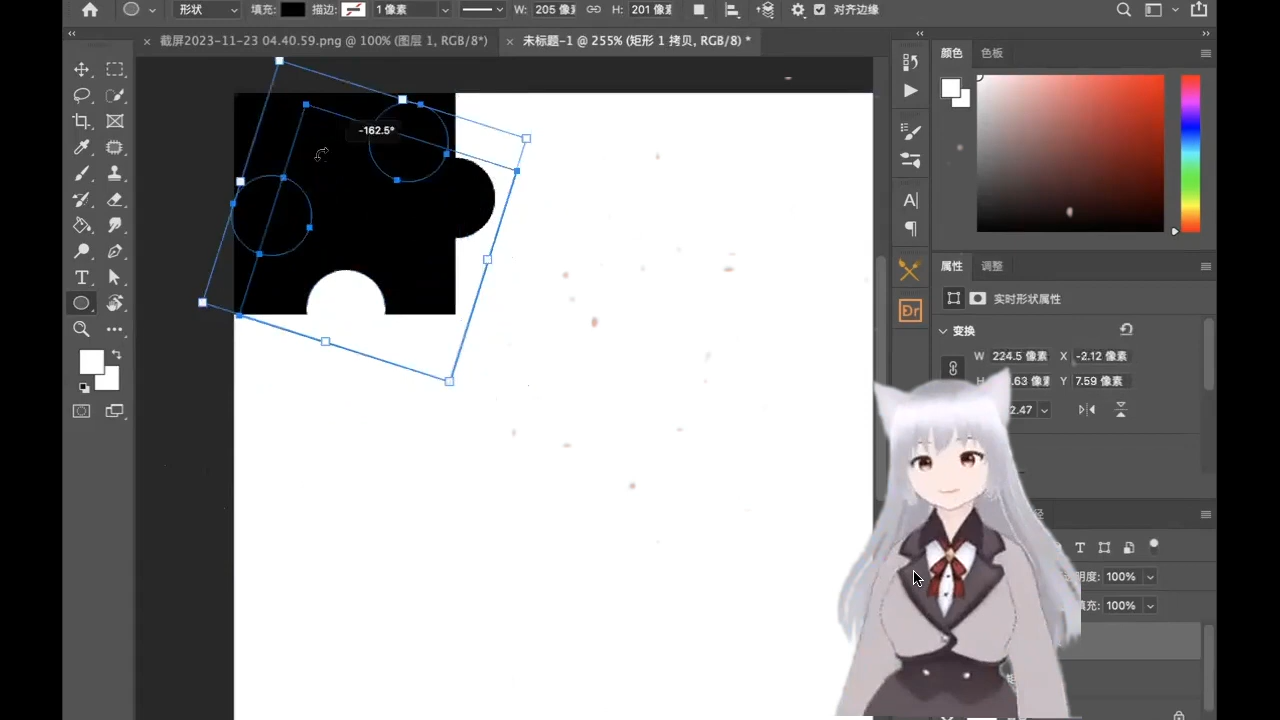 形状 填充: 描边: 1 像素 W: 205 像 H: 201 像素 对齐边缘
× 截屏2023-11-23 04.40.59.png @ 100% (图层 1, RGB/8*) × 未标题-1 @ 255% (矩形 1 拷贝, RGB/8) *
颜色 色板
-162.5°
属性 调整
实时形状属性
变换
W 224.5 像素 X -2.12 像素
.63 Y 7.59 像素
2.47
明度: 100%
填充: 100%